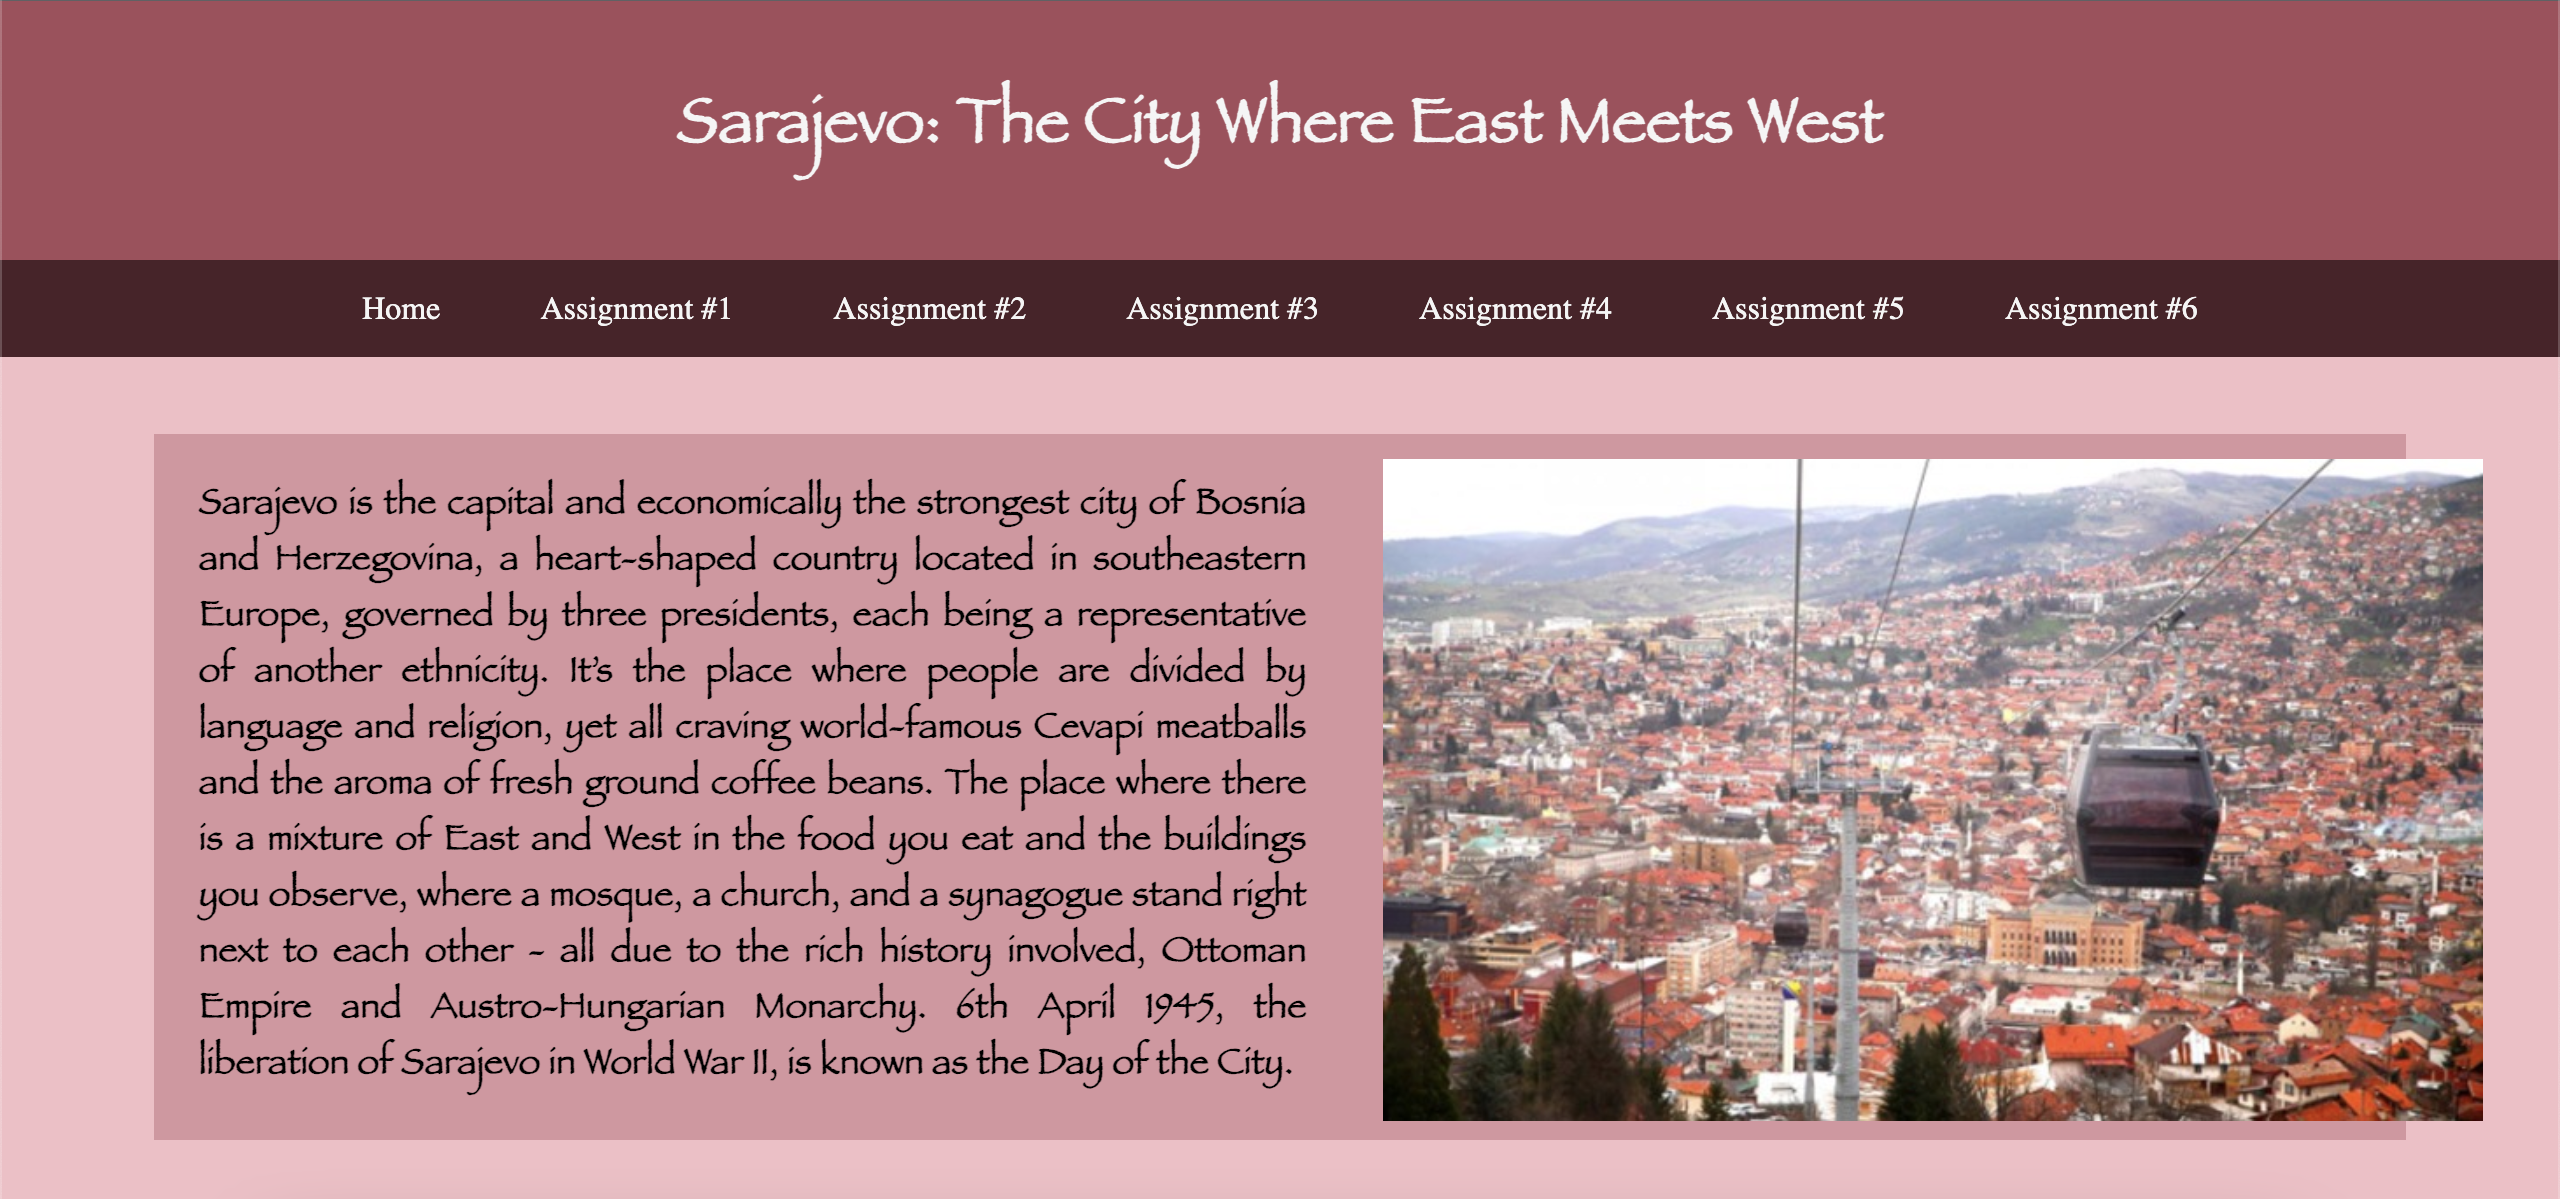 Sarajevo: The City Where East Meets West
Home Assignment #1 Assignment #2 Assignment #3 Assignment #4 Assignment #5 Assignment #6
Sarajevo is the capital and economically the strongest city of Bosnia
and Herzegovina, a heart-shaped country located in southeastern
Europe, governed by three presidents, each being a representative
of another ethnicity. It’s the place where people are divided by
language and religion, yet all craving world-famous Cevapi meatballs
and the aroma of fresh ground coffee beans. The place where there
is a mixture of East and West in the food you eat and the buildings
you observe, where a mosque, a church, and a synagogue stand right
next to each other - all due to the rich history involved, Ottoman
Empire and Austro-Hungarian Monarchy. 6th April 1945, the
liberation of Sarajevo in World War II, is known as the Day of the City.